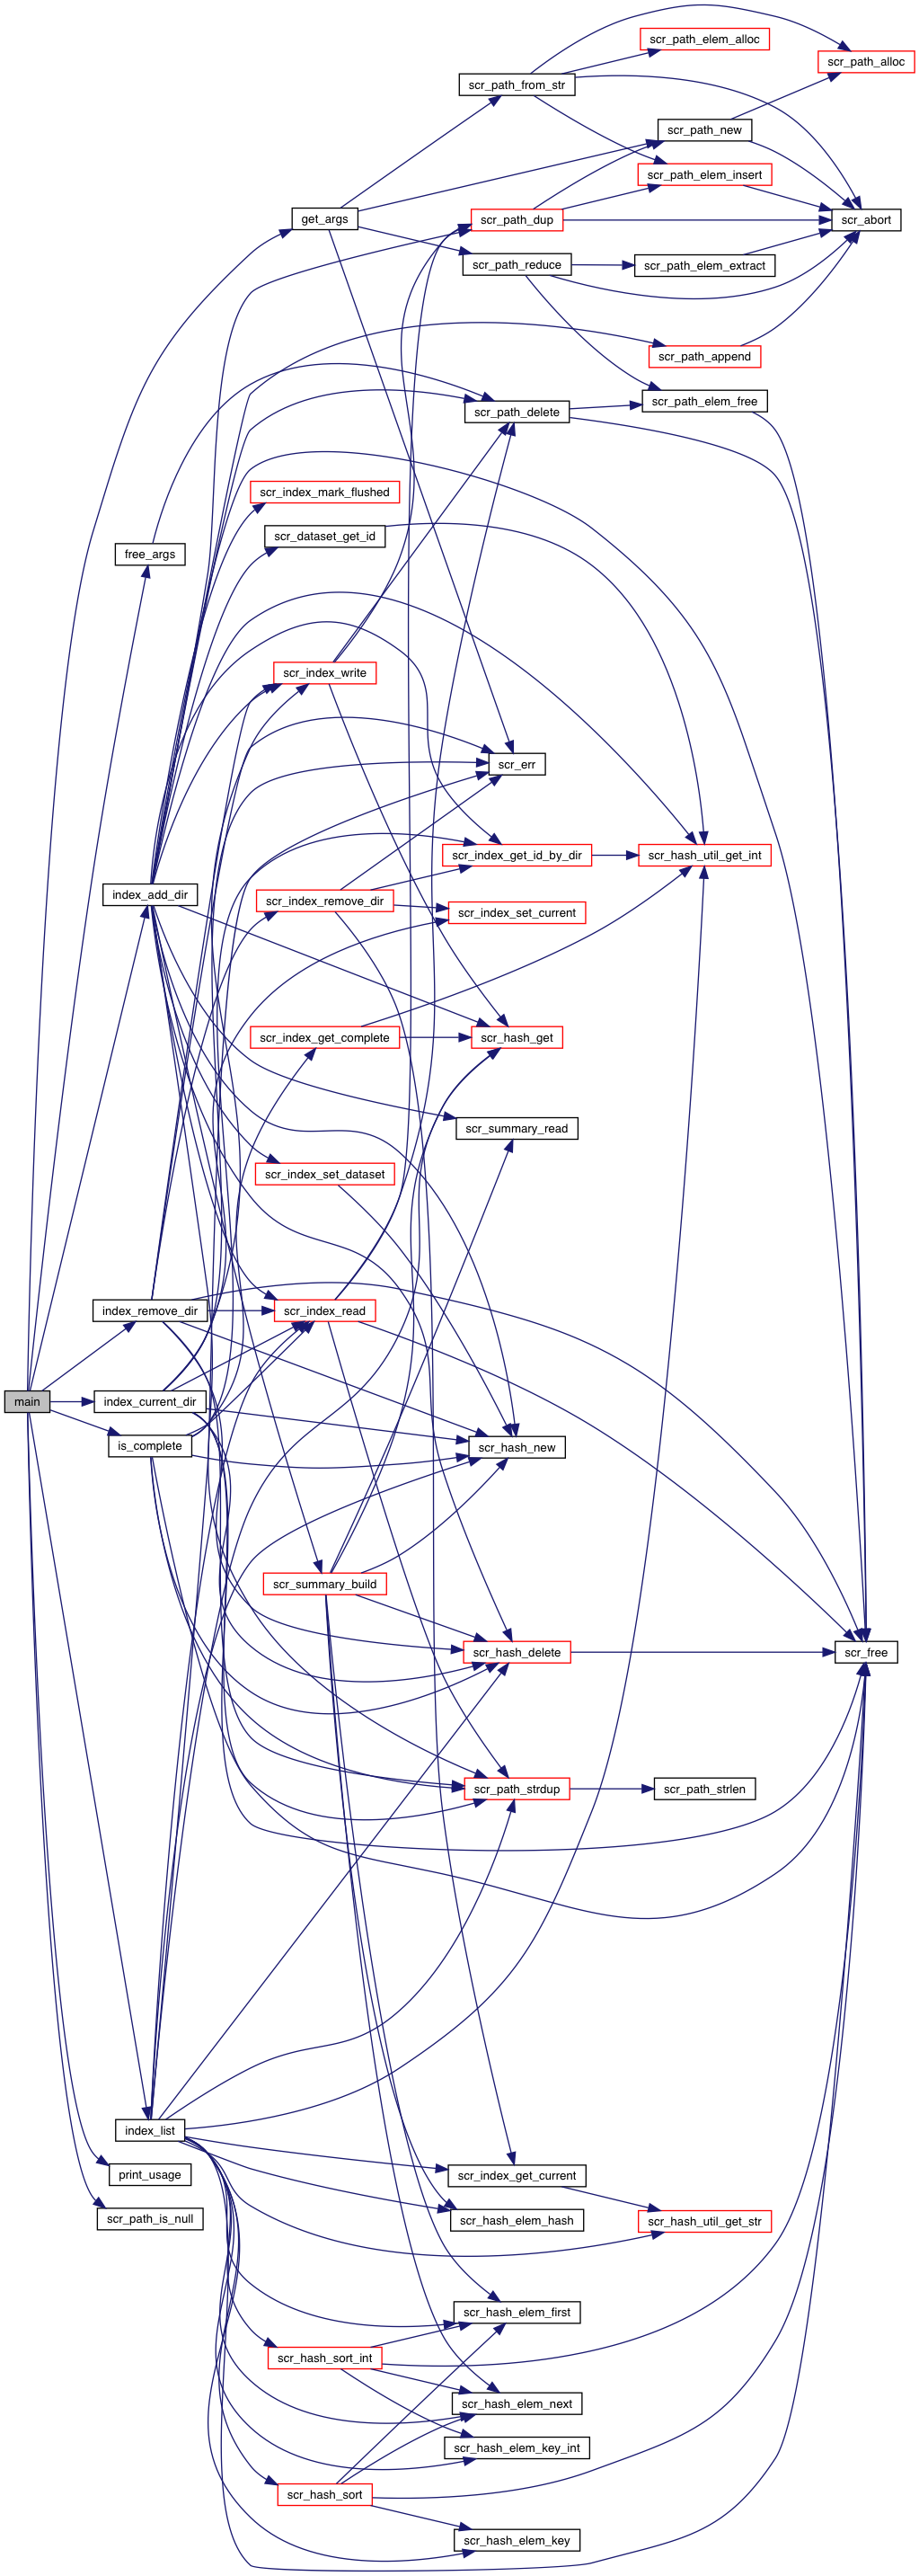 scr_path_elem_alloc
scr_path_alloc
scr_path_from_str
scr_path_new
scr_path_elem_insert
get_args
scr_path_dup
scr_abort
scr_path_reduce
scr_path_elem_extract
scr_path_append
scr_path_elem_free
scr_path_delete
scr_index_mark_flushed
scr_dataset_get_id
free_args
scr_index_write
scr_err
scr_index_get_id_by_dir
scr_hash_util_get_int
index_add_dir
scr_index_remove_dir
scr_index_set_current
scr_index_get_complete
scr_hash_get
scr_summary_read
scr_index_set_dataset
index_remove_dir
scr_index_read
main
index_current_dir
is_complete
scr_hash_new
scr_summary_build
scr_hash_delete
scr_free
scr_path_strdup
scr_path_strlen
index_list
print_usage
scr_index_get_current
scr_path_is_null
scr_hash_elem_hash
scr_hash_util_get_str
scr_hash_elem_first
scr_hash_sort_int
scr_hash_elem_next
scr_hash_elem_key_int
scr_hash_sort
scr_hash_elem_key